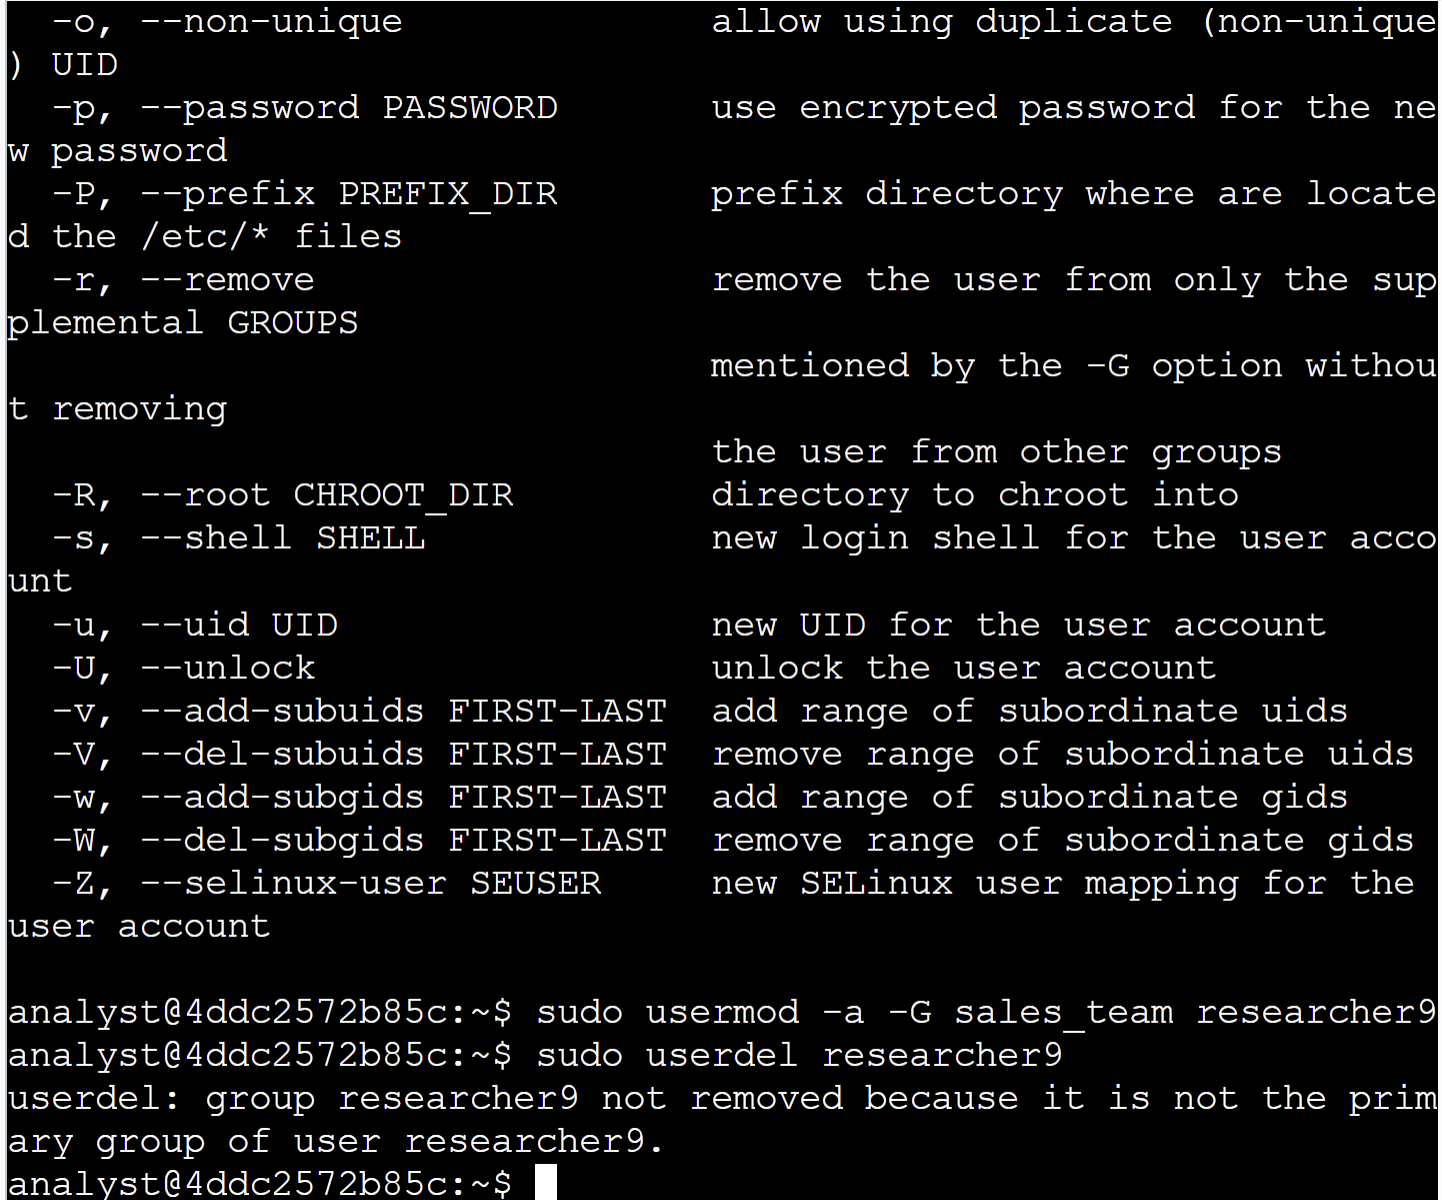 -o, --non-unique              allow using duplicate (non-unique
) UID
  -p, --password PASSWORD       use encrypted password for the ne
w password
  -P, --prefix PREFIX_DIR       prefix directory where are locate
d the /etc/* files
  -r, --remove                  remove the user from only the sup
plemental GROUPS
                                mentioned by the -G option withou
t removing
                                the user from other groups
  -R, --root CHROOT_DIR         directory to chroot into
  -s, --shell SHELL             new login shell for the user acco
unt
  -u, --uid UID                 new UID for the user account
  -U, --unlock                  unlock the user account
  -v, --add-subuids FIRST-LAST  add range of subordinate uids
  -V, --del-subuids FIRST-LAST  remove range of subordinate uids
  -w, --add-subgids FIRST-LAST  add range of subordinate gids
  -W, --del-subgids FIRST-LAST  remove range of subordinate gids
  -Z, --selinux-user SEUSER     new SELinux user mapping for the
user account

analyst@4ddc2572b85c:~$ sudo usermod -a -G sales_team researcher9
analyst@4ddc2572b85c:~$ sudo userdel researcher9
userdel: group researcher9 not removed because it is not the prim
ary group of user researcher9.
analyst@4ddc2572b85c:~$